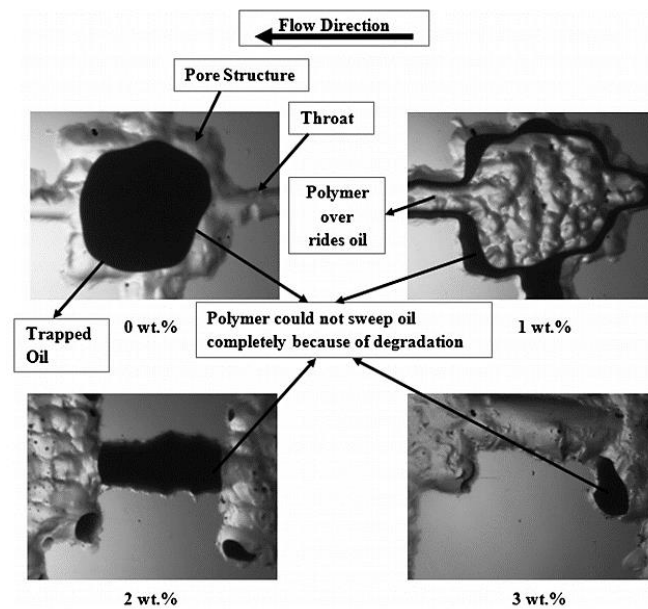 Flow Direction
Pore Structure
Throat
Polymer
over
rides oil
Trapped
Oil
0 wt.%
Polymer could not sweep oil
completely because of degradation
1 wt.%
2 wt.%
3 wt.%